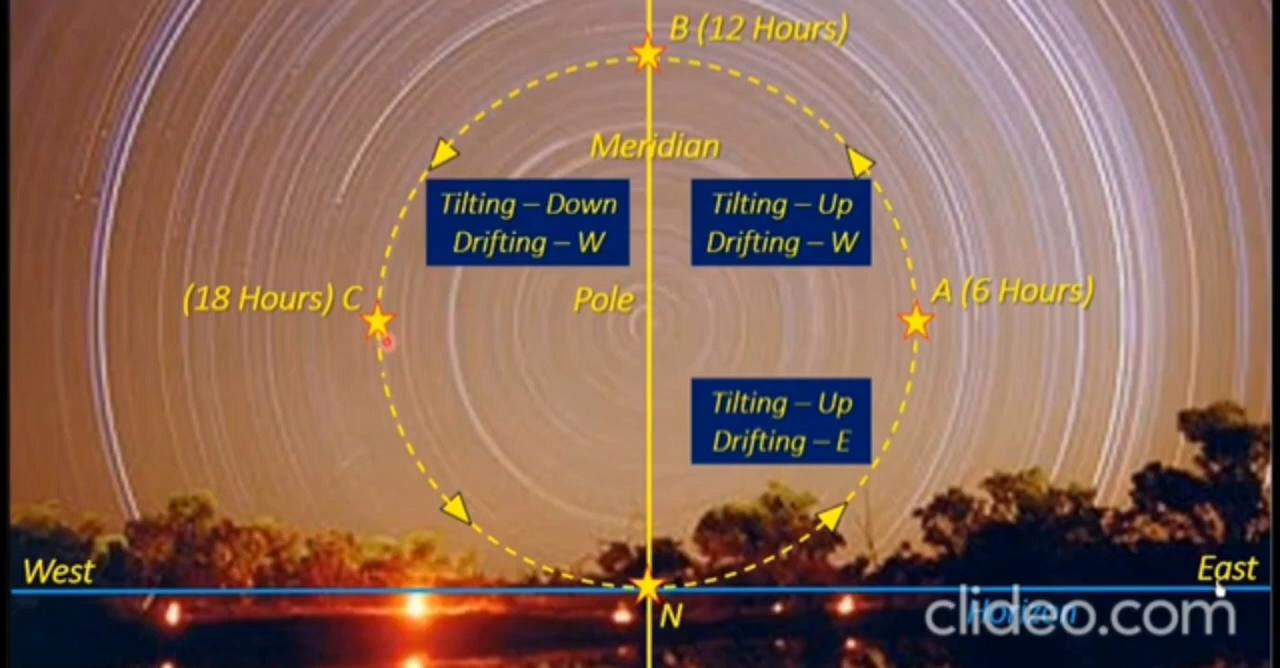 B (12 Hours)
Meridian
Tilting – Down
Drifting – W
Tilting – Up
Drifting – W
(18 Hours) C
Pole
A (6 Hours)
Tilting – Up
Drifting – E
West
East
N
Horizon
clideo.com